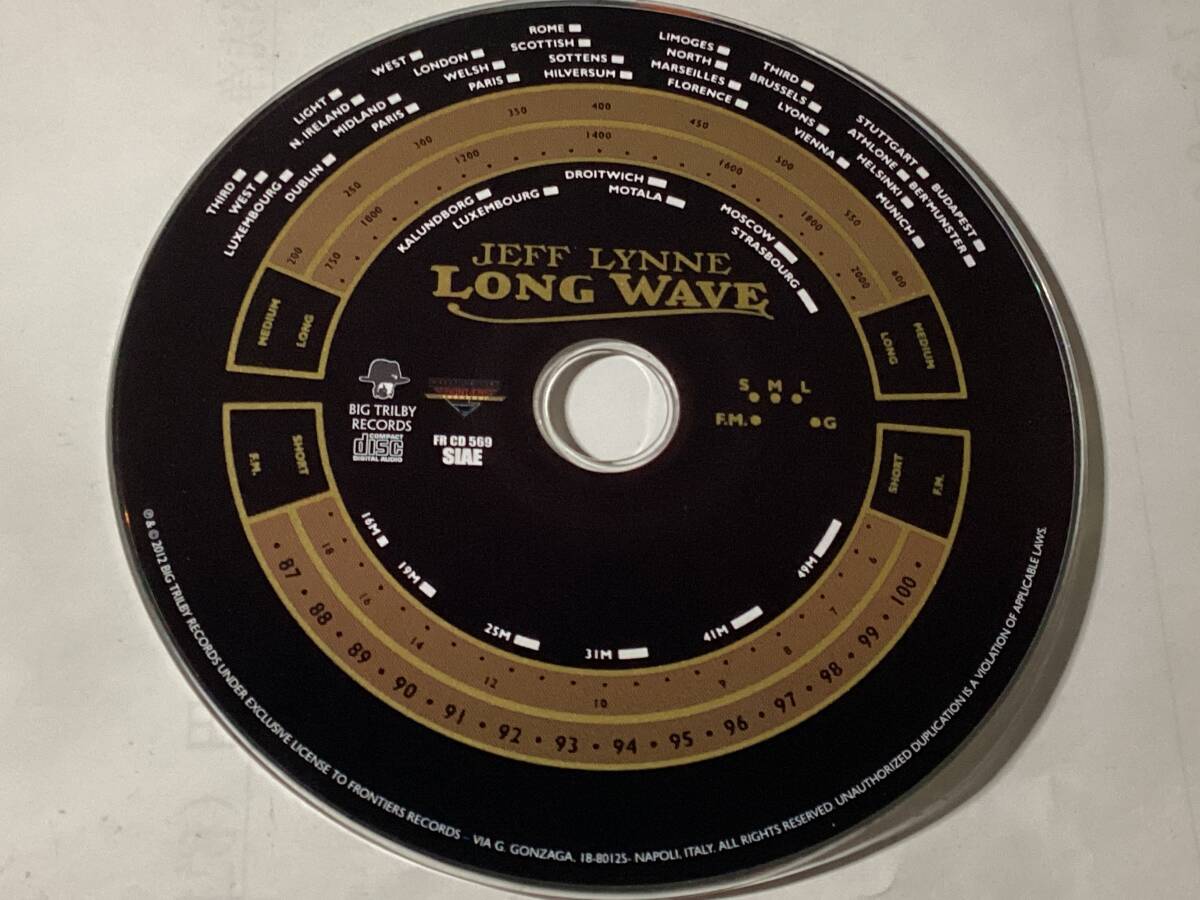 ROME
SCOTTISH
SOTTENS
HILVERSUM
WEST
LONDON
WELSH
PARIS
LIGHT
N. IRELAND
MIDLAND
PARIS
THIRD
WEST
LUXEMBOURG
DUBLIN
LIMOGES
NORTH
MARSEILLES
FLORENCE
THIRD
BRUSSELS
LYONS
VIENNA
STUTTGART
ATHLONE
HELSINKI
MUNICH
BUDAPEST
BER'MUNSTER
200 250 300 350 400 450 500 550 600
750 1000 1200 1400 1600 1800 2000
KALUNDBORG
LUXEMBOURG
DROITWICH
MOTALA
MOSCOW
STRASBOURG
JEFF LYNNE
LONG WAVE
MEDIUM
LONG
LONG
MEDIUM
BIG TRILBY
RECORDS
COMPACT
disc
DIGITAL AUDIO
FR CD 569
SIAE
S M L
F.M. G
SHORT
F.M.
SHORT
F.M.
16M
19M
25M
31M
41M
49M
18 16 14 12 10 9 8 7 6
87 • 88 • 89 • 90 • 91 • 92 • 93 • 94 • 95 • 96 • 97 • 98 • 99 • 100
℗ & © 2012 BIG TRILBY RECORDS UNDER EXCLUSIVE LICENSE TO FRONTIERS RECORDS - VIA G. GONZAGA, 18-80125- NAPOLI, ITALY. ALL RIGHTS RESERVED. UNAUTHORIZED DUPLICATION IS A VIOLATION OF APPLICABLE LAWS.